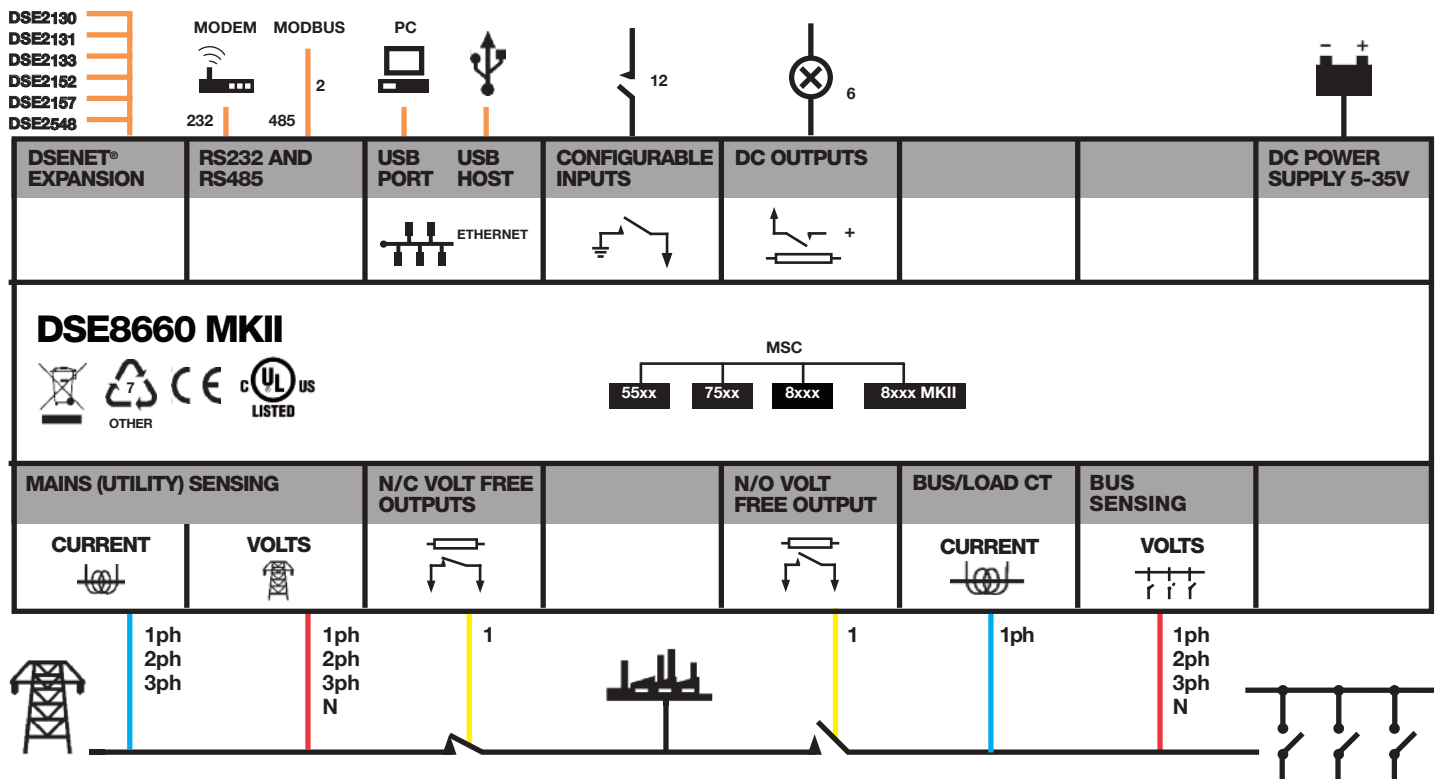 DSE2130
DSE2131
DSE2133
DSE2152
DSE2157
DSE2548
MODEM
MODBUS
PC
2
12
6
- +
232
485
DSENET®
EXPANSION
RS232 AND
RS485
USB
PORT
USB
HOST
CONFIGURABLE
INPUTS
DC OUTPUTS
DC POWER
SUPPLY 5-35V
ETHERNET
+
DSE8660 MKII
7
OTHER
CE
C UL US
LISTED
MSC
55xx
75xx
8xxx
8xxx MKII
MAINS (UTILITY) SENSING
N/C VOLT FREE
OUTPUTS
N/O VOLT
FREE OUTPUT
BUS/LOAD CT
BUS
SENSING
CURRENT
VOLTS
CURRENT
VOLTS
1ph
2ph
3ph
1ph
2ph
3ph
N
1
1
1ph
1ph
2ph
3ph
N